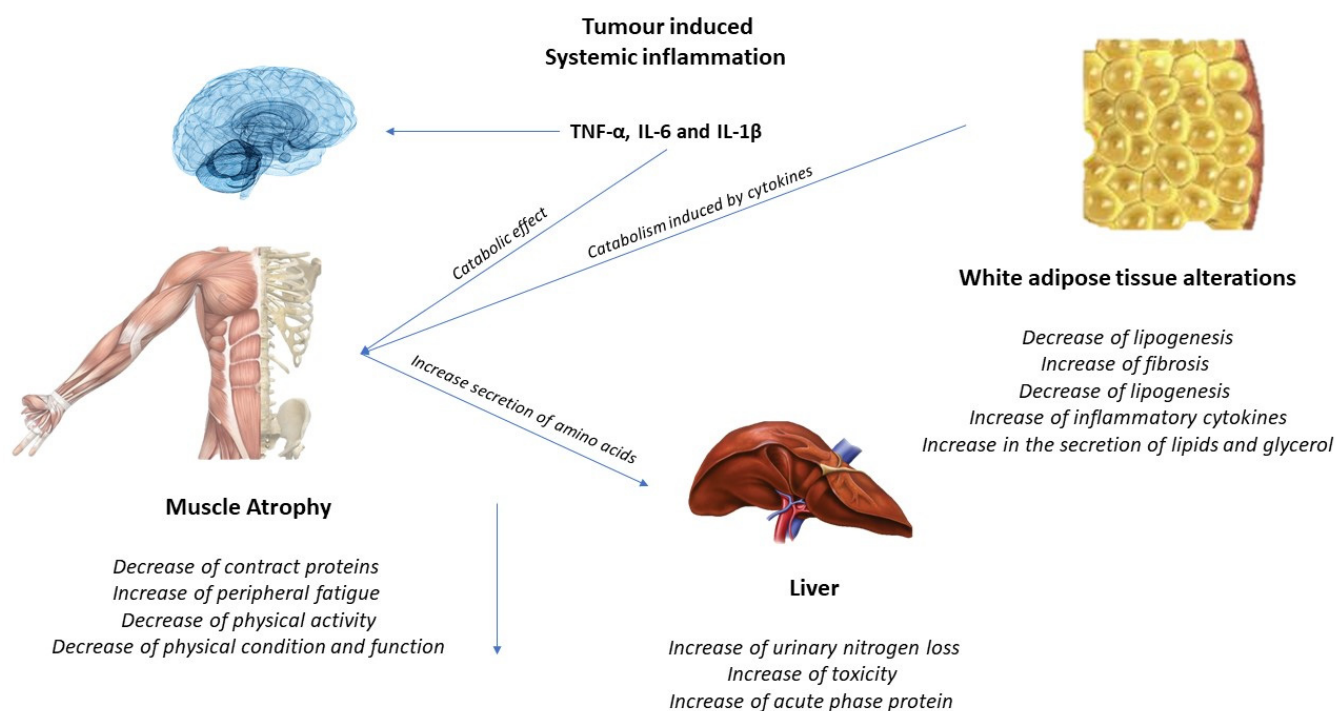 Tumour induced
Systemic inflammation
TNF-α, IL-6 and IL-1β
Catabolic effect
Catabolism induced by cytokines
White adipose tissue alterations
Decrease of lipogenesis
Increase of fibrosis
Decrease of lipogenesis
Increase of inflammatory cytokines
Increase in the secretion of lipids and glycerol
Increase secretion of amino acids
Muscle Atrophy
Decrease of contract proteins
Increase of peripheral fatigue
Decrease of physical activity
Decrease of physical condition and function
Liver
Increase of urinary nitrogen loss
Increase of toxicity
Increase of acute phase protein